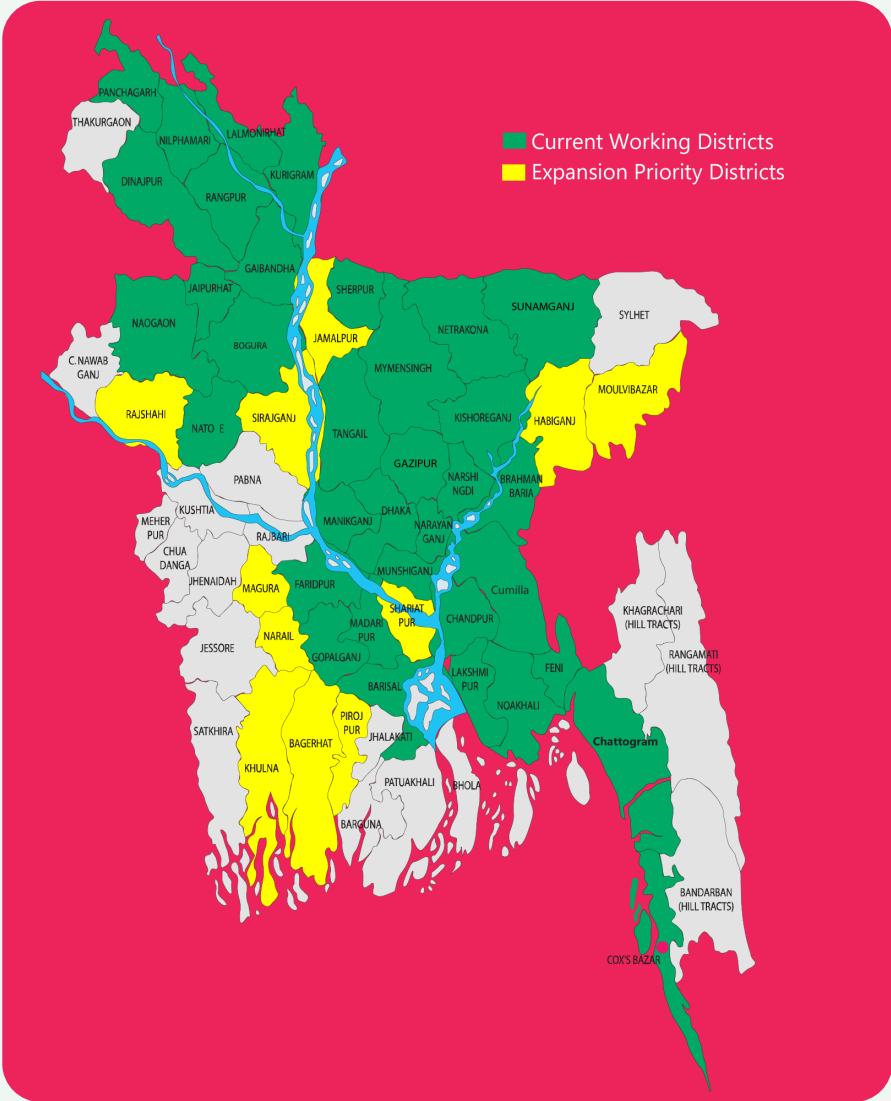 Current Working Districts
Expansion Priority Districts
PANCHAGARH
THAKURGAON
NILPHAMARI
LALMONIRHAT
DINAJPUR
KURIGRAM
RANGPUR
GAIBANDHA
JAIPURHAT
SHERPUR
SUNAMGANJ
SYLHET
NAOGAON
NETRAKONA
BOGURA
JAMALPUR
C. NAWAB
GANJ
MYMENSINGH
MOULVIBAZAR
RAJSHAHI
SIRAJGANJ
KISHOREGANJ
HABIGANJ
NATO E
TANGAIL
GAZIPUR
PABNA
NARSHI
NGDI
BRAHMAN
BARIA
KUSHTIA
MEHER
PUR
MANIKGANJ
DHAKA
NARAYAN
GANJ
RAJBARI
CHUA
DANGA
JHENAIDAH
MAGURA
FARIDPUR
MUNSHIGANJ
Cumilla
SHARIAT
PUR
CHANDPUR
MADARI
PUR
KHAGRACHARI
(HILL TRACTS)
NARAIL
JESSORE
GOPALGANJ
RANGAMATI
(HILL TRACTS)
FENI
LAKSHMI
PUR
BARISAL
NOAKHALI
PIROJ
PUR
SATKHIRA
JHALAKATI
Chattogram
BAGERHAT
KHULNA
PATUAKHALI
BHOLA
BARGUNA
BANDARBAN
(HILL TRACTS)
COX'S BAZAR